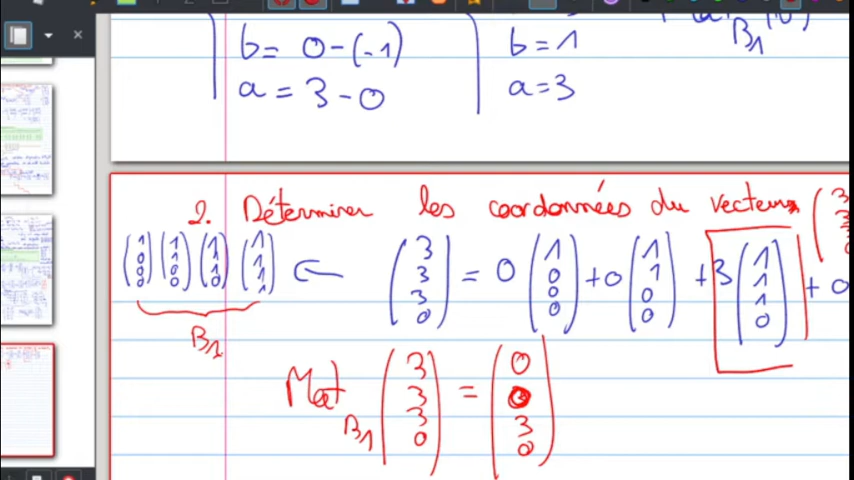 b = 0 - (-1)
b = 1
B1
a = 3 - 0
a = 3
2. Déterminer les coordonnées du vecteur
(1 0 0 0) (1 1 0 0) (1 1 1 0) (1 1 1 1) ← (3 3 3 0) = 0 (1 0 0 0) + 0 (1 1 0 0) + 3 (1 1 1 0) + 0
B1
Mat B1 (3 3 3 0) = (0 0 3 0)